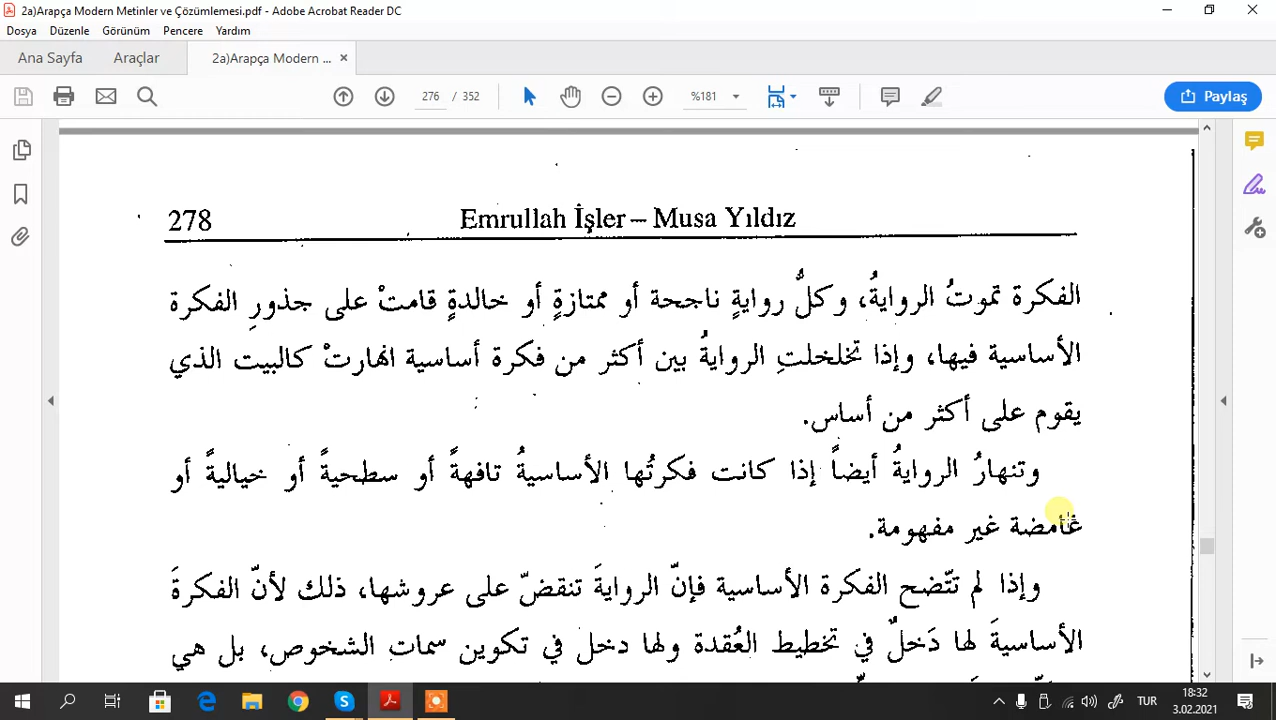 2a)Arapça Modern Metinler ve Çözümlemesi.pdf - Adobe Acrobat Reader DC
Dosya Düzenle Görünüm Pencere Yardım
Ana Sayfa Araçlar 2a)Arapça Modern ... ×
276 / 352 %181 Paylaş
278 Emrullah İşler – Musa Yıldız
الفكرة تموتُ الروايةُ، وكلُّ روايةٍ ناجحة أو ممتازةٍ أو خالدةٍ قامتْ على جذورِ الفكرة
الأساسية فيها، وإذا تخلخلتِ الروايةُ بين أكثر من فكرة أساسية انهارتْ كالبيت الذي
يقوم على أكثر من أساس.
وتنهارُ الروايةُ أيضاً إذا كانت فكرتُها الأساسيةُ تافهةً أو سطحيةً أو خياليةً أو
غامضة غير مفهومة.
وإذا لم تتّضح الفكرة الأساسية فإنّ الروايةَ تنقضّ على عروشها، ذلك لأنّ الفكرةَ
الأساسيةَ لها دَخلٌ في تخطيط العُقدة ولها دخل في تكوين سمات الشخوص، بل هي
TUR 18:32
3.02.2021